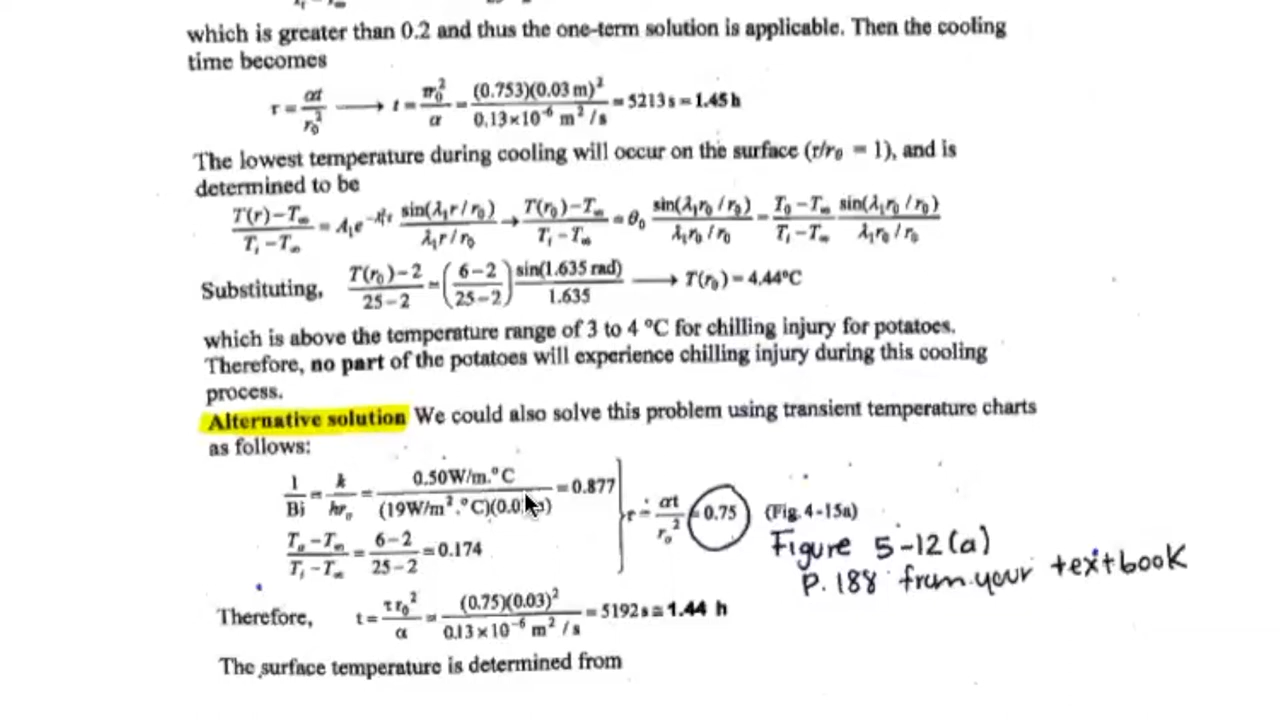 which is greater than 0.2 and thus the one-term solution is applicable. Then the cooling
time becomes
τ = αt / r₀² ⟶ t = τr₀² / α = (0.753)(0.03 m)² / 0.13×10⁻⁶ m²/s = 5213 s = 1.45 h
The lowest temperature during cooling will occur on the surface (r/r₀ = 1), and is
determined to be
T(r)−T∞ / Tᵢ−T∞ = A₁e^(−λ₁²τ) sin(λ₁r/r₀) / λ₁r/r₀ → T(r₀)−T∞ / Tᵢ−T∞ = θ₀ sin(λ₁r₀/r₀) / λ₁r₀/r₀ = T₀−T∞ / Tᵢ−T∞ sin(λ₁r₀/r₀) / λ₁r₀/r₀
Substituting, T(r₀)−2 / 25−2 = (6−2 / 25−2) sin(1.635 rad) / 1.635 ⟶ T(r₀) = 4.44°C
which is above the temperature range of 3 to 4 °C for chilling injury for potatoes.
Therefore, no part of the potatoes will experience chilling injury during this cooling
process.
Alternative solution We could also solve this problem using transient temperature charts
as follows:
1 / Bi = k / hr₀ = 0.50W/m.°C / (19W/m².°C)(0.0 = 0.877
T₀−T∞ / Tᵢ−T∞ = 6−2 / 25−2 = 0.174
τ = αt / r₀² = 0.75 (Fig. 4-15a)
Figure 5-12(a)
P. 188 from your textbook
Therefore, t = τr₀² / α = (0.75)(0.03)² / 0.13×10⁻⁶ m²/s = 5192 s ≅ 1.44 h
The surface temperature is determined from